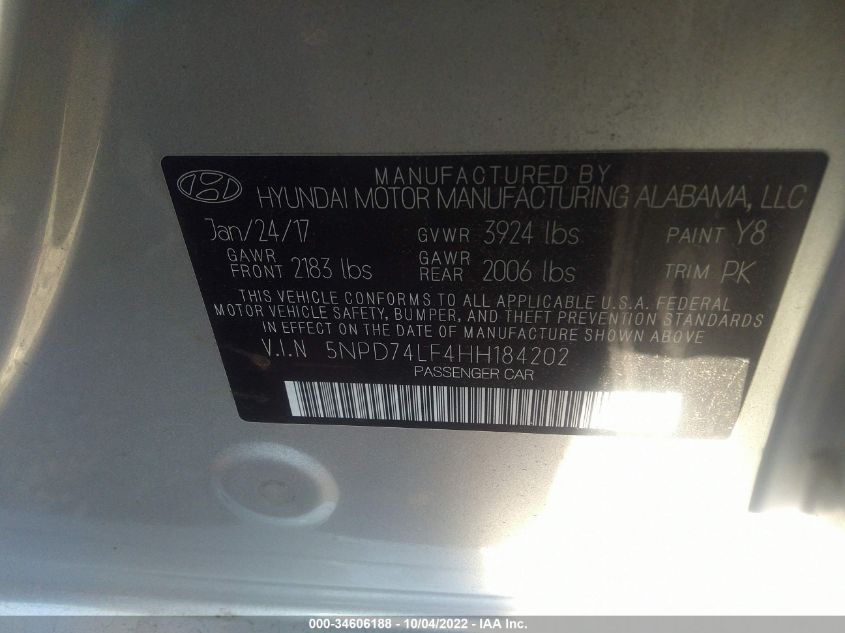 MANUFACTURED BY
HYUNDAI MOTOR MANUFACTURING ALABAMA, LLC
Jan/24/17 GVWR 3924 lbs PAINT Y8
GAWR FRONT 2183 lbs GAWR REAR 2006 lbs TRIM PK
THIS VEHICLE CONFORMS TO ALL APPLICABLE U.S.A. FEDERAL
MOTOR VEHICLE SAFETY, BUMPER, AND THEFT PREVENTION STANDARDS
IN EFFECT ON THE DATE OF MANUFACTURE SHOWN ABOVE
V.I.N 5NPD74LF4HH184202
PASSENGER CAR
000-34606188 - 10/04/2022 - IAA Inc.